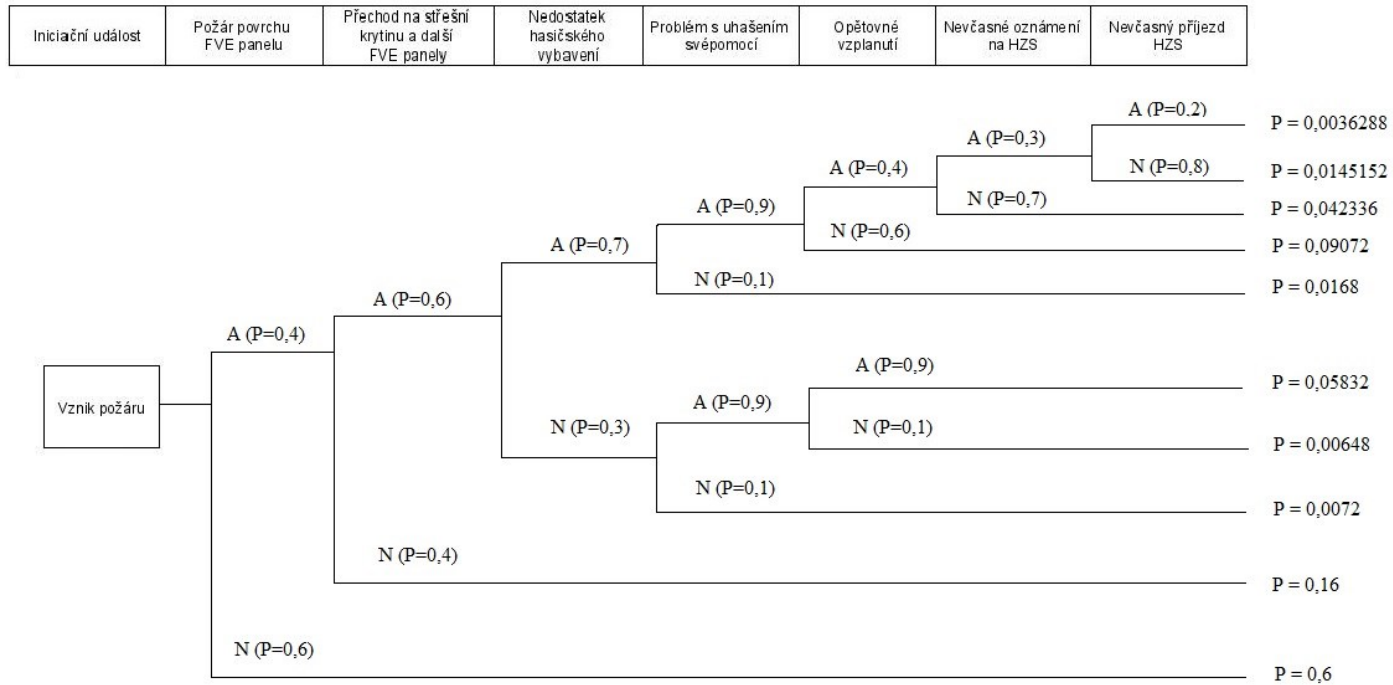 Iniciační událost
Požár povrchu
FVE panelu
Přechod na střešní
krytinu a další
FVE panely
Nedostatek
hasičského
vybavení
Problém s uhašením
svépomocí
Opětovné
vzplanutí
Nevčasné oznámení
na HZS
Nevčasný příjezd
HZS
A (P=0,2)
P = 0,0036288
A (P=0,3)
N (P=0,8)
P = 0,0145152
A (P=0,4)
N (P=0,7)
P = 0,042336
A (P=0,9)
N (P=0,6)
P = 0,09072
A (P=0,7)
N (P=0,1)
P = 0,0168
A (P=0,6)
A (P=0,4)
Vznik požáru
A (P=0,9)
P = 0,05832
A (P=0,9)
N (P=0,3)
N (P=0,1)
P = 0,00648
N (P=0,1)
P = 0,0072
N (P=0,4)
P = 0,16
N (P=0,6)
P = 0,6